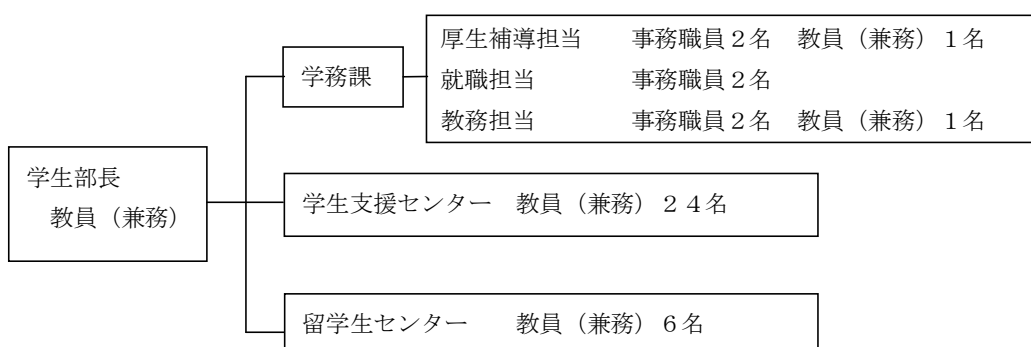 学務課
厚生補導担当　　事務職員２名　教員（兼務）１名
就職担当　　　　事務職員２名
教務担当　　　　事務職員２名　教員（兼務）１名
学生部長
教員（兼務）
学生支援センター　教員（兼務）２４名
留学生センター　　教員（兼務）６名